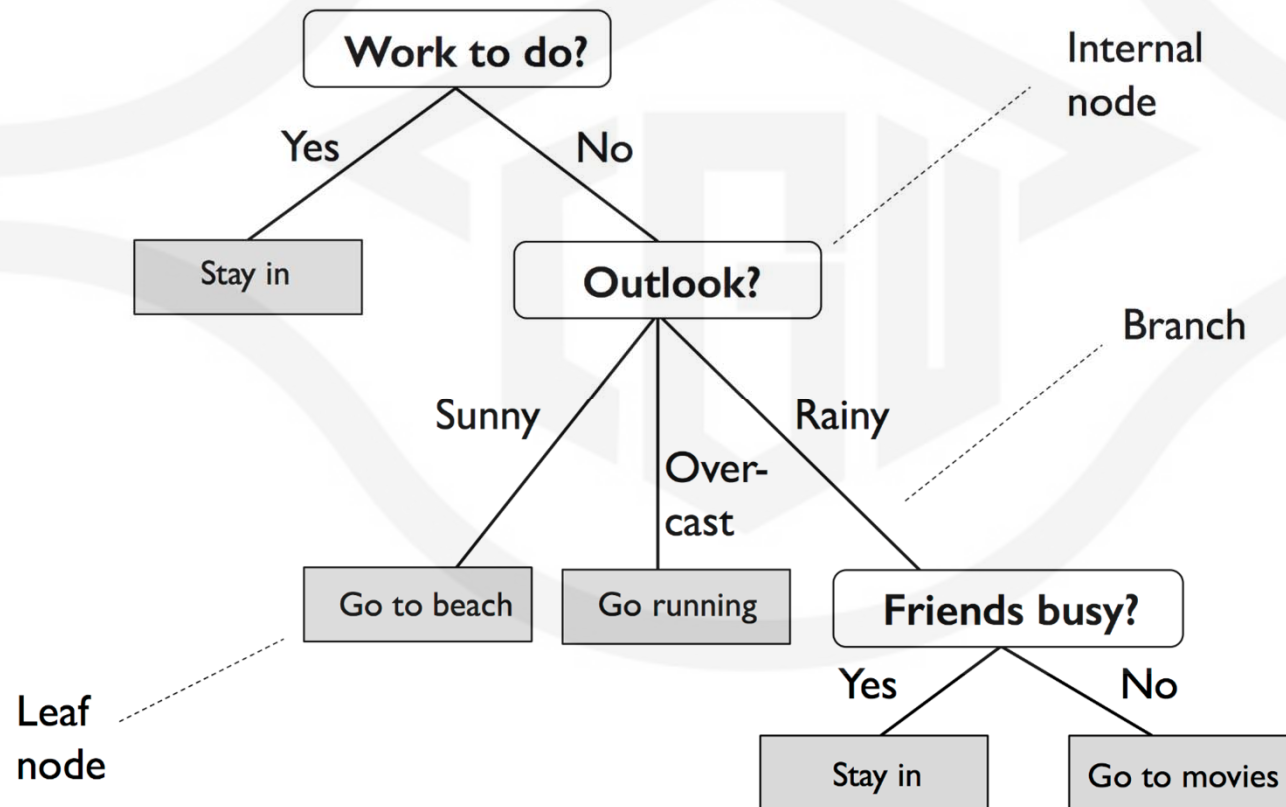 Work to do?
Internal
node
Yes
No
Stay in
Outlook?
Branch
Sunny
Rainy
Over-
cast
Go to beach
Go running
Friends busy?
Yes
No
Leaf
node
Stay in
Go to movies